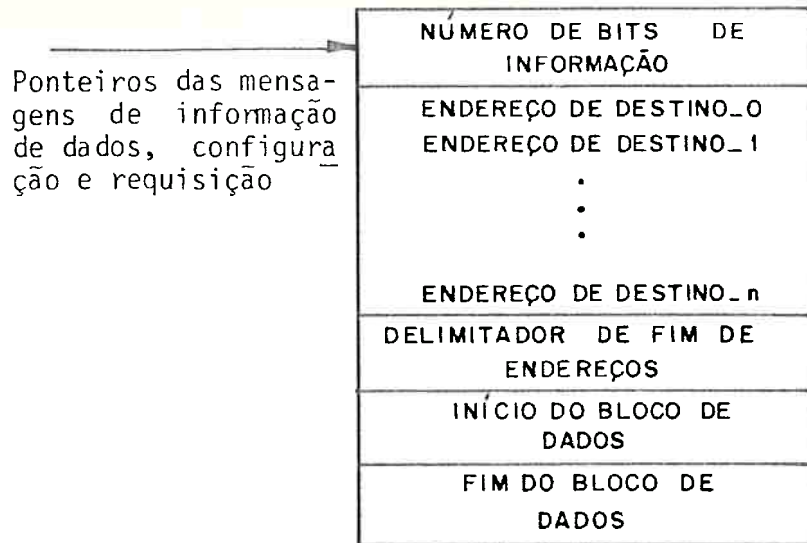 Ponteiros das mensa-
gens de informação
de dados, configura
ção e requisição
NÚMERO DE BITS DE
INFORMAÇÃO
ENDEREÇO DE DESTINO_0
ENDEREÇO DE DESTINO_1
.
.
.
ENDEREÇO DE DESTINO_n
DELIMITADOR DE FIM DE
ENDEREÇOS
INÍCIO DO BLOCO DE
DADOS
FIM DO BLOCO DE
DADOS